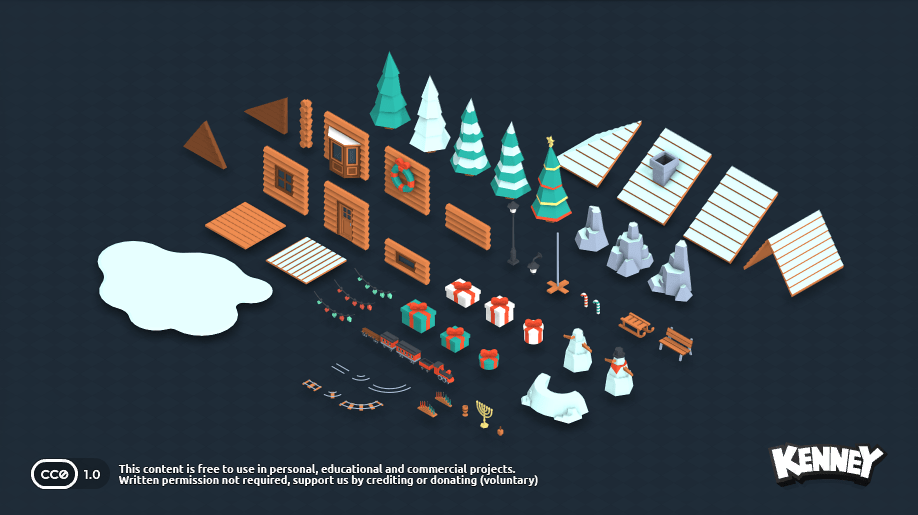 CC0 1.0
This content is free to use in personal, educational and commercial projects.
Written permission not required, support us by crediting or donating (voluntary)
KENNEY